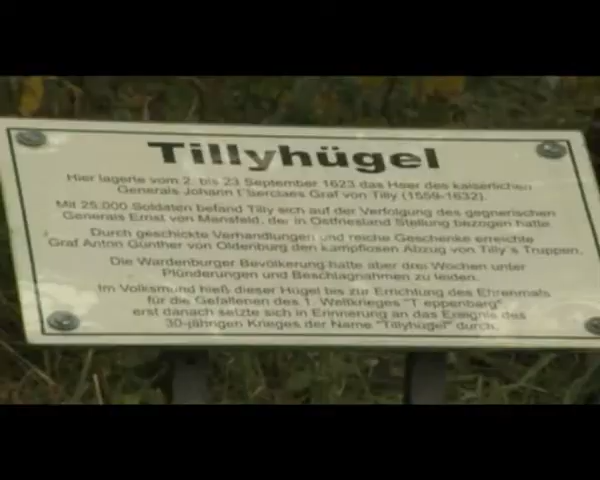 Tillyhügel
Hier lagerte vom 2. bis 23 September 1623 das Heer des kaiserlichen
Generals Johann t'Serclaes Graf von Tilly (1559-1632).
Mit 25.000 Soldaten befand Tilly sich auf der Verfolgung des gegnerischen
Generals Ernst von Mansfeld, der in Ostfriesland Stellung bezogen hatte.
Durch geschickte Verhandlungen und reiche Geschenke erreichte
Graf Anton Günther von Oldenburg den kampflosen Abzug von Tilly's Truppen.
Die Wardenburger Bevölkerung hatte aber drei Wochen unter
Plünderungen und Beschlagnahmen zu leiden.
Im Volksmund hieß dieser Hügel bis zur Errichtung des Ehrenmals
für die Gefallenen des 1. Weltkrieges
erst danach setzte sich in Erinnerung an das Ereignis des
30-jährigen Krieges der Name "Tillyhügel" durch.